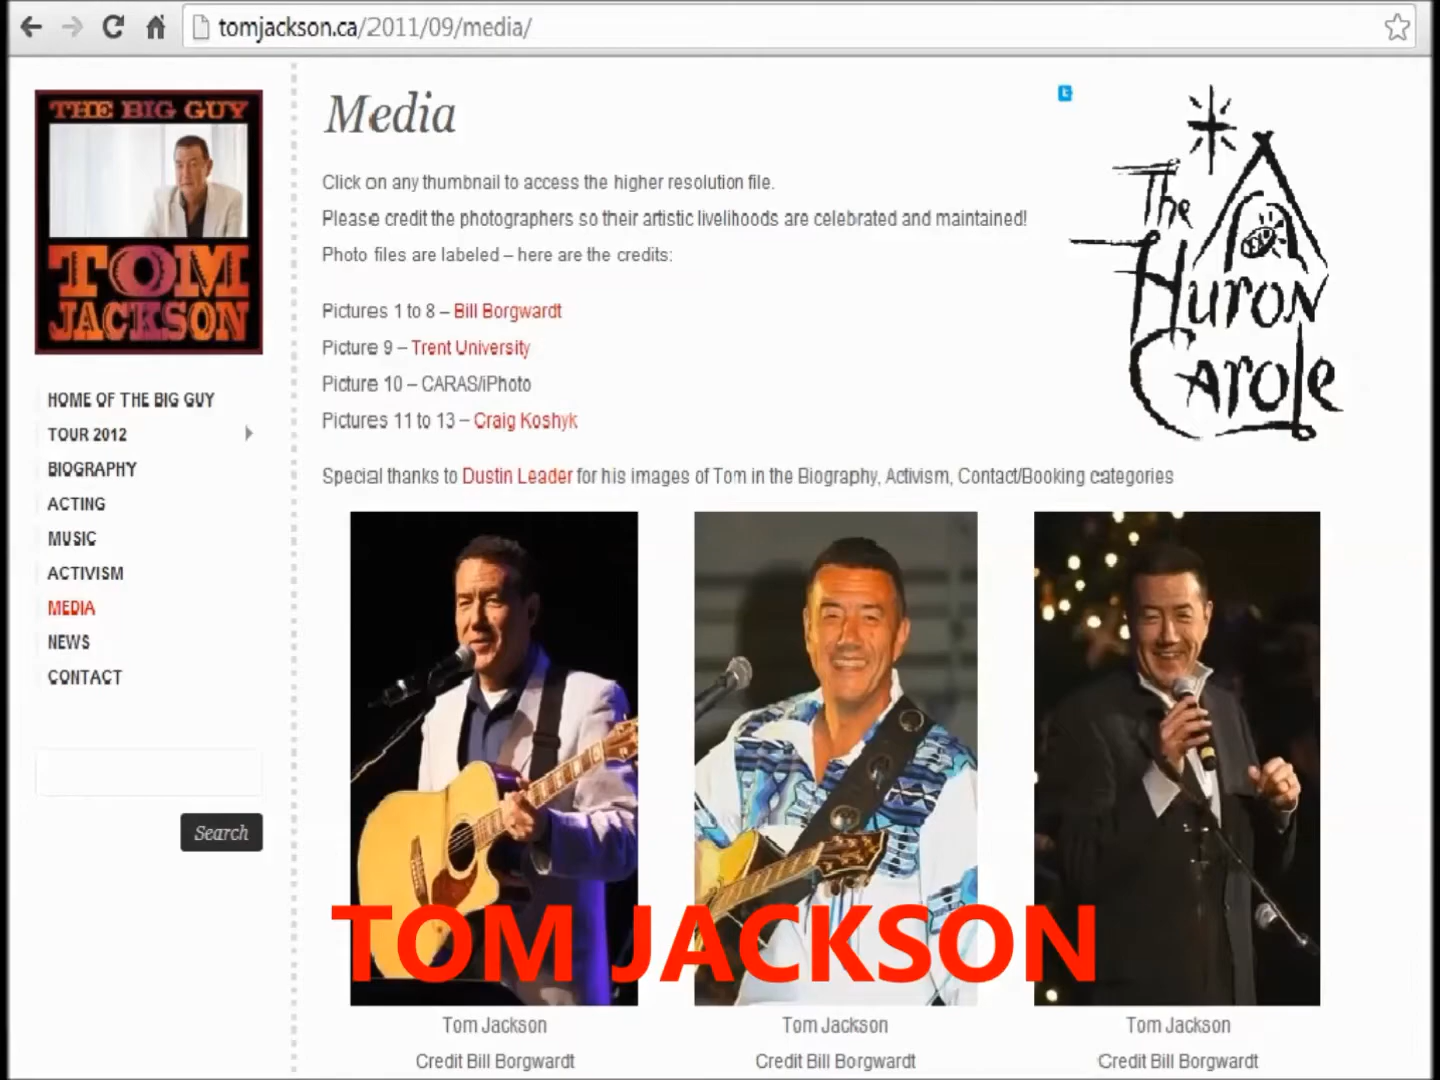 tomjackson.ca/2011/09/media/
THE BIG GUY
TOM
JACKSON
HOME OF THE BIG GUY
TOUR 2012
BIOGRAPHY
ACTING
MUSIC
ACTIVISM
MEDIA
NEWS
CONTACT
Search
Media
Click on any thumbnail to access the higher resolution file.
Please credit the photographers so their artistic livelihoods are celebrated and maintained!
Photo files are labeled – here are the credits:
Pictures 1 to 8 – Bill Borgwardt
Picture 9 – Trent University
Picture 10 – CARAS/iPhoto
Pictures 11 to 13 – Craig Koshyk
Special thanks to Dustin Leader for his images of Tom in the Biography, Activism, Contact/Booking categories
t
The
Huron
Carole
TOM JACKSON
Tom Jackson
Credit Bill Borgwardt
Tom Jackson
Credit Bill Borgwardt
Tom Jackson
Credit Bill Borgwardt